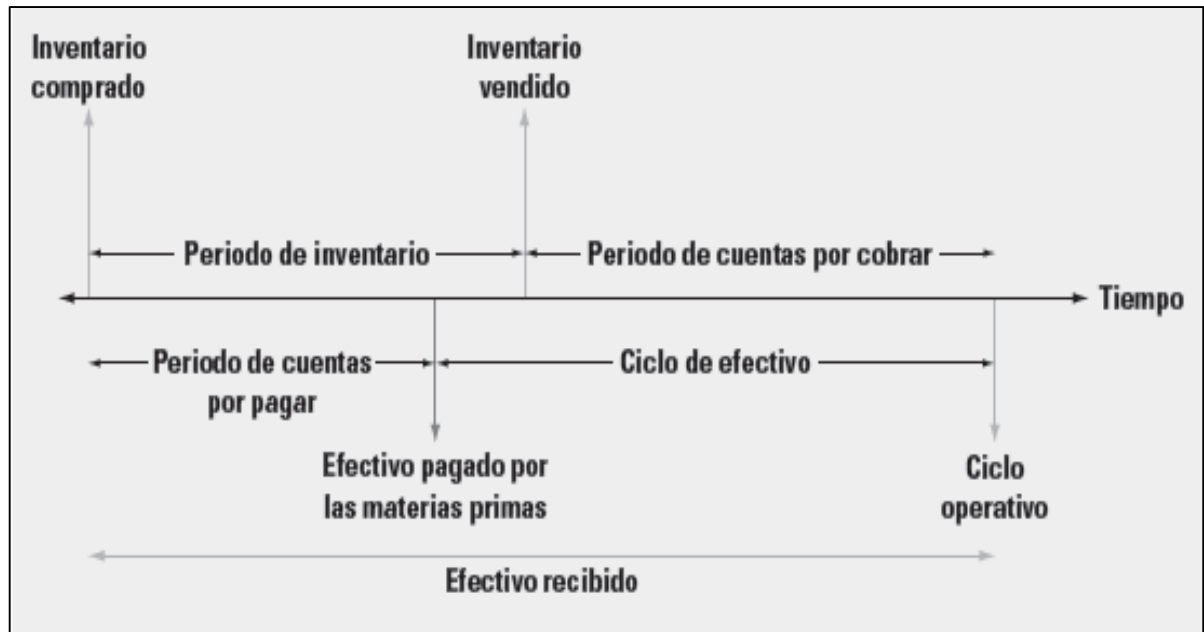 Inventario
comprado
Inventario
vendido
Periodo de inventario
Periodo de cuentas por cobrar
Tiempo
Periodo de cuentas
por pagar
Ciclo de efectivo
Efectivo pagado por
las materias primas
Ciclo
operativo
Efectivo recibido